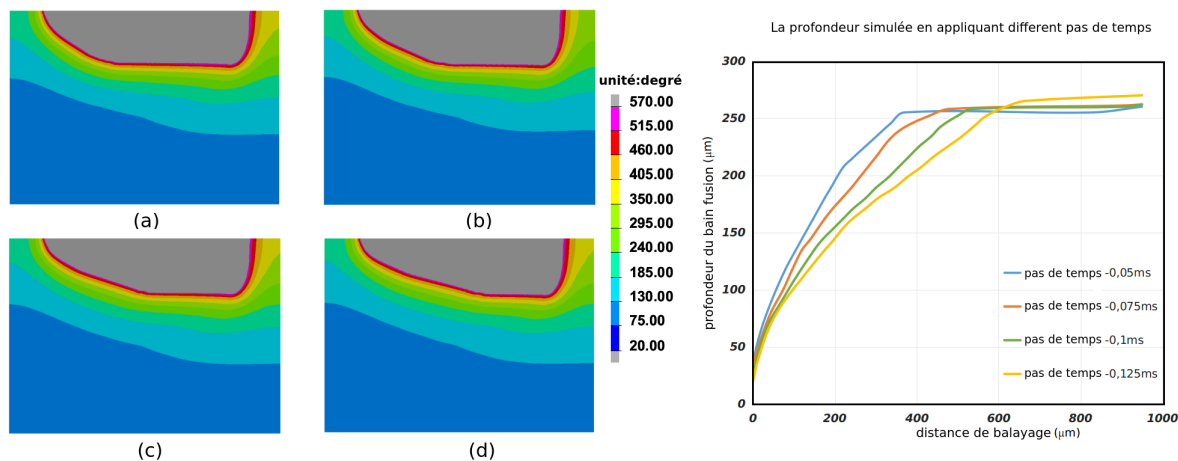 (a)
(b)
(c)
(d)
unité:degré
570.00
515.00
460.00
405.00
350.00
295.00
240.00
185.00
130.00
75.00
20.00
La profondeur simulée en appliquant different pas de temps
profondeur du bain fusion (μm)
300
250
200
150
100
50
0
0 200 400 600 800 1000
distance de balayage (μm)
pas de temps -0,05ms
pas de temps -0,075ms
pas de temps -0,1ms
pas de temps -0,125ms